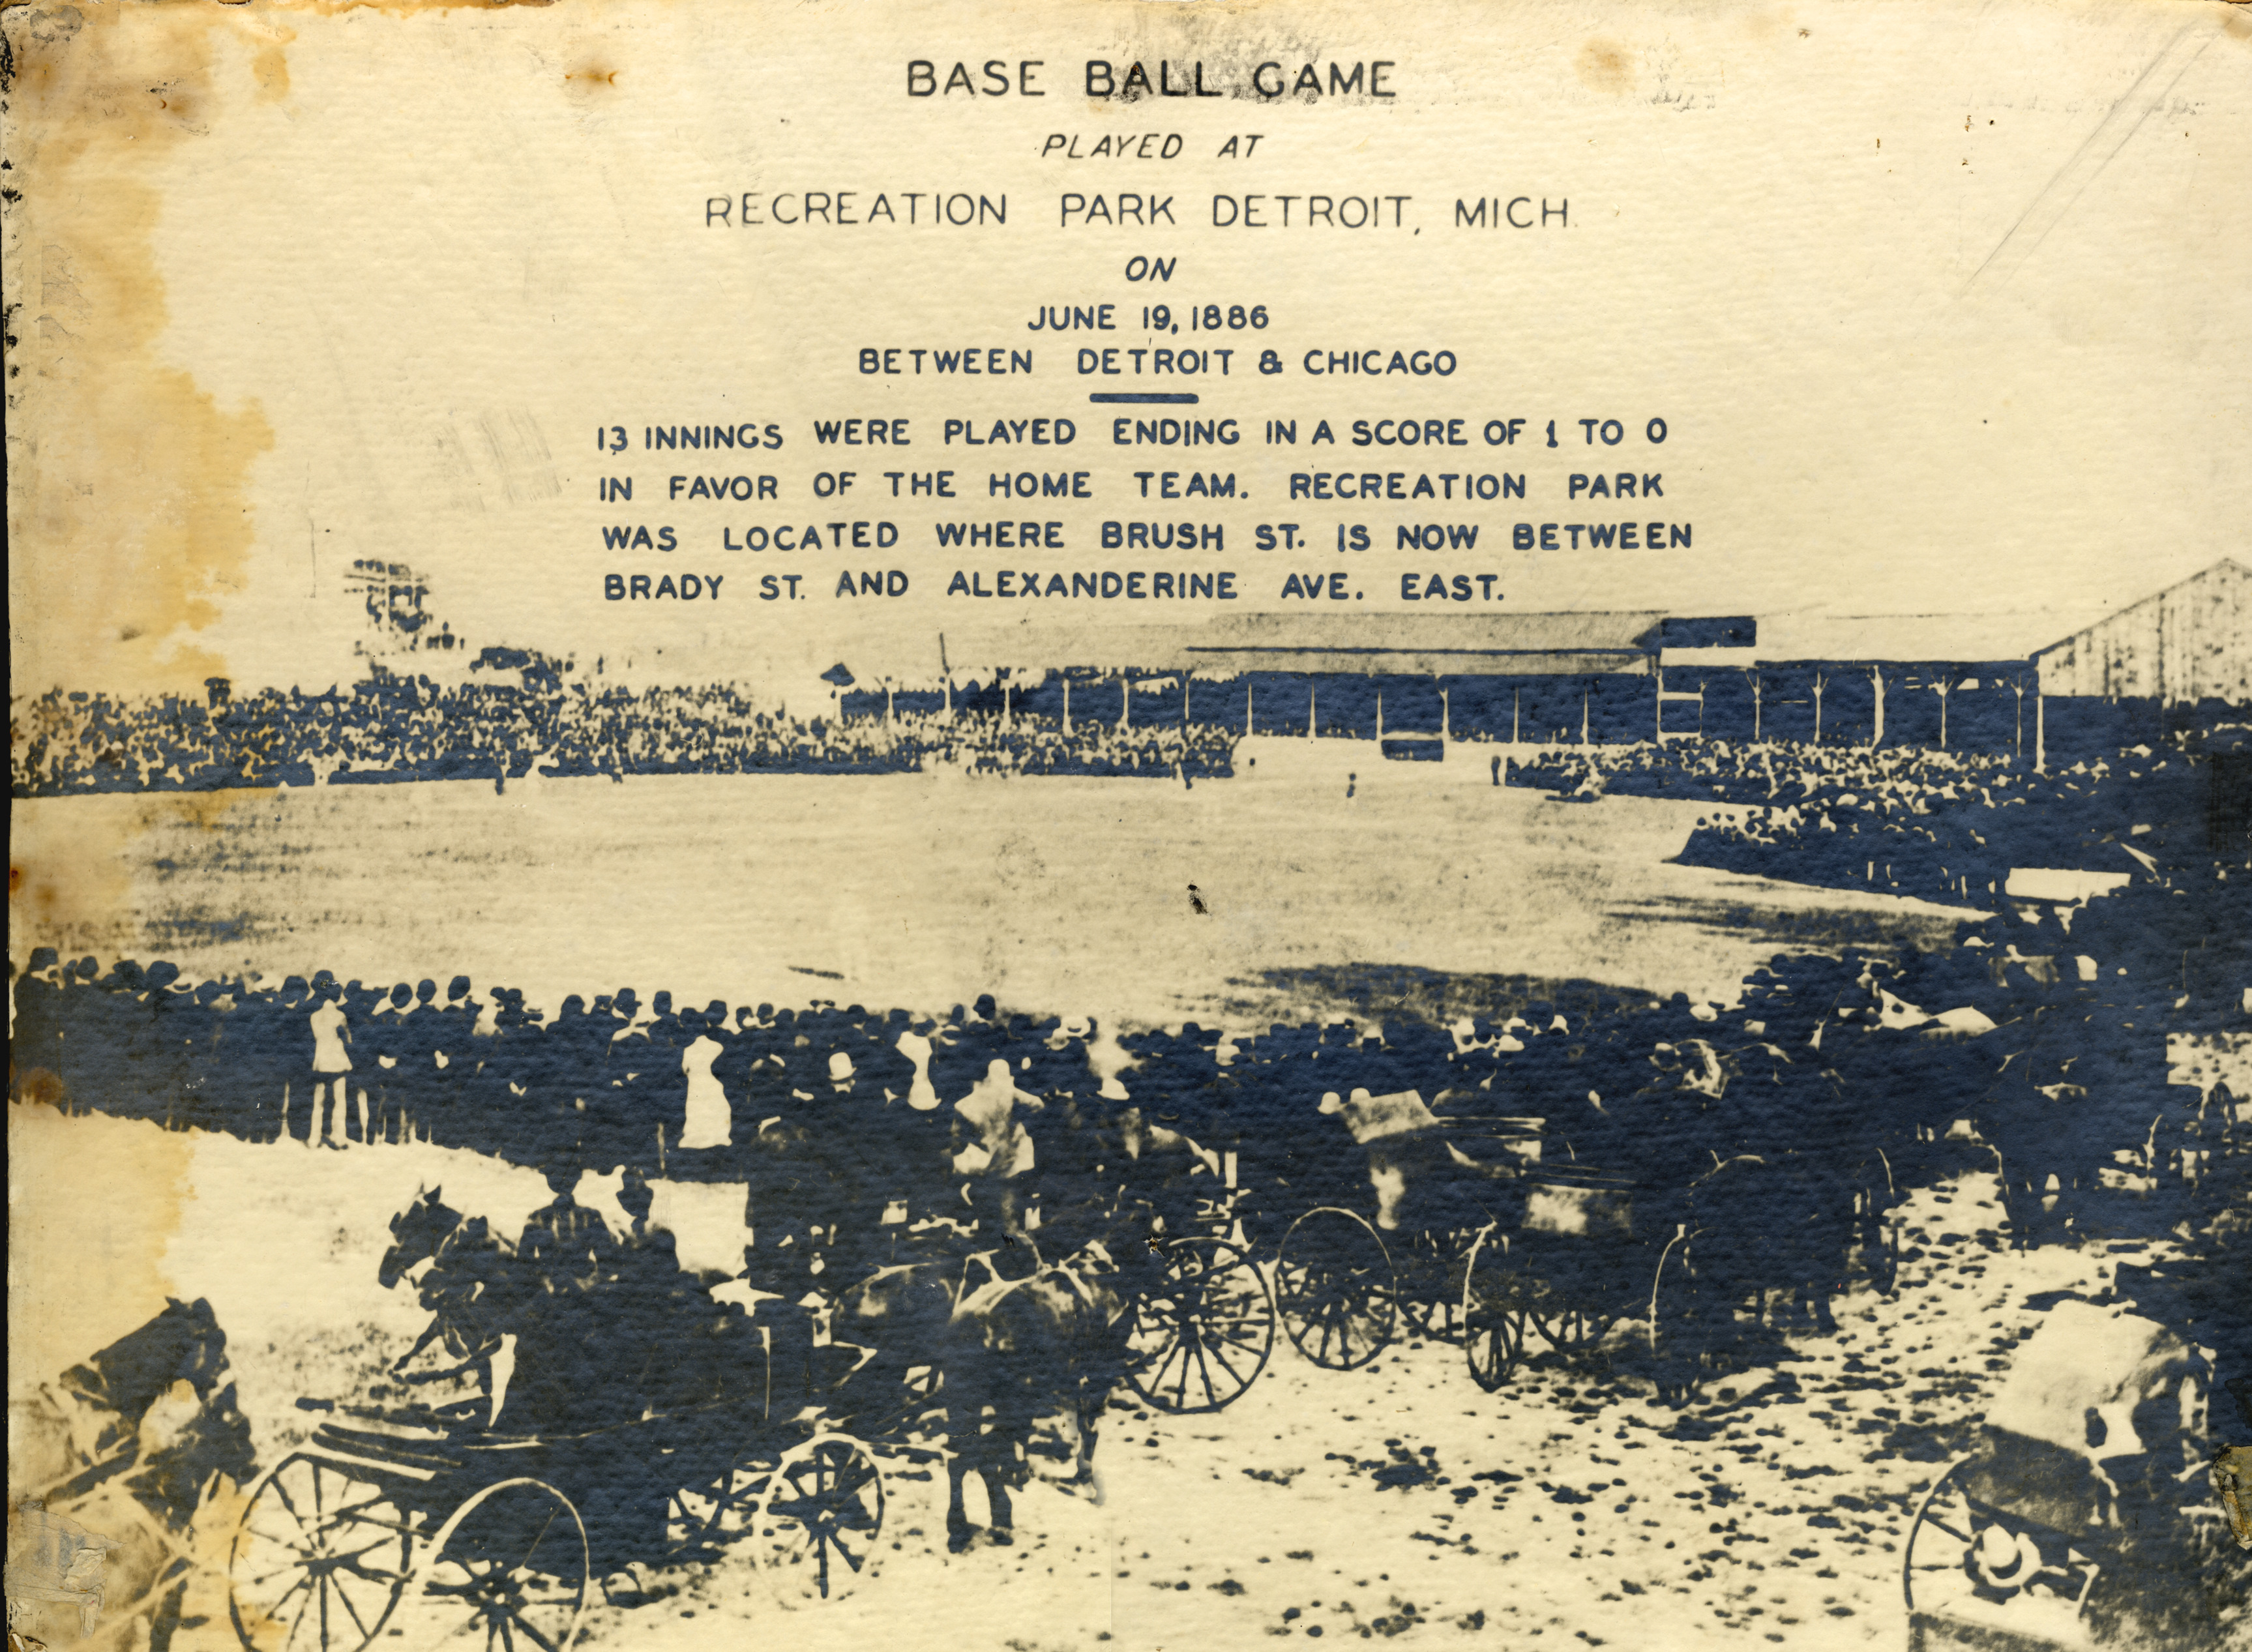 BASE BALL GAME
PLAYED AT
RECREATION PARK DETROIT, MICH.
ON
JUNE 19, 1886
BETWEEN DETROIT & CHICAGO
13 INNINGS WERE PLAYED ENDING IN A SCORE OF 1 TO 0
IN FAVOR OF THE HOME TEAM. RECREATION PARK
WAS LOCATED WHERE BRUSH ST. IS NOW BETWEEN
BRADY ST. AND ALEXANDERINE AVE. EAST.